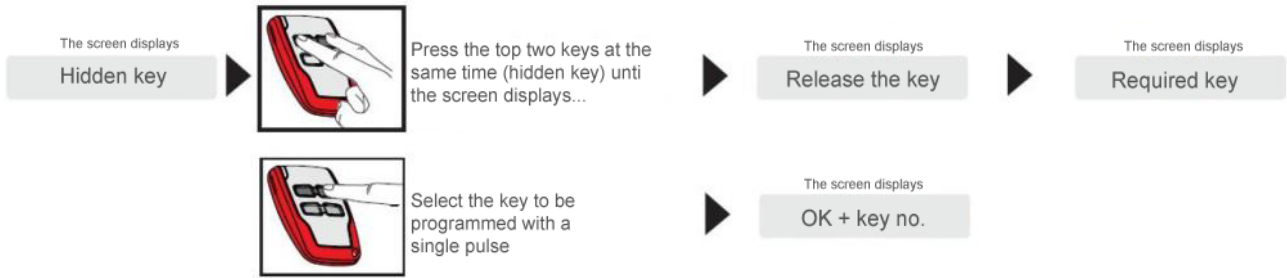 The screen displays
Hidden key
Press the top two keys at the
same time (hidden key) unti
the screen displays...
The screen displays
Release the key
The screen displays
Required key
Select the key to be
programmed with a
single pulse
The screen displays
OK + key no.